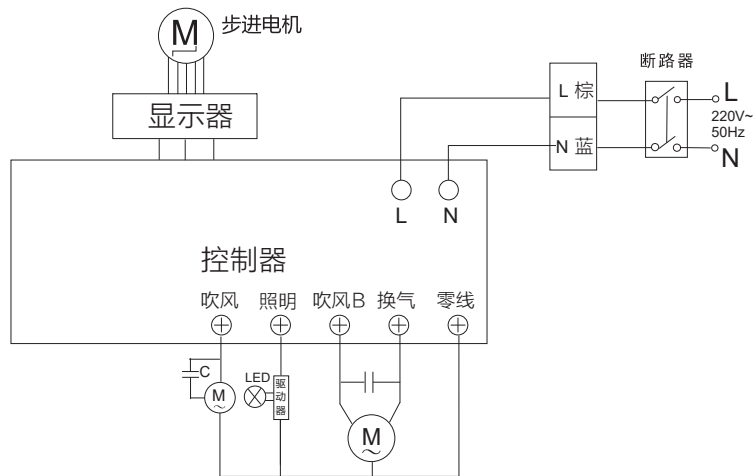 M 步进电机
显示器
断路器
L 棕
L
220V~
50Hz
N 蓝
N
L N
控制器
吹风 照明 吹风B 换气 零线
C
LED
驱动器
M
~
M
~